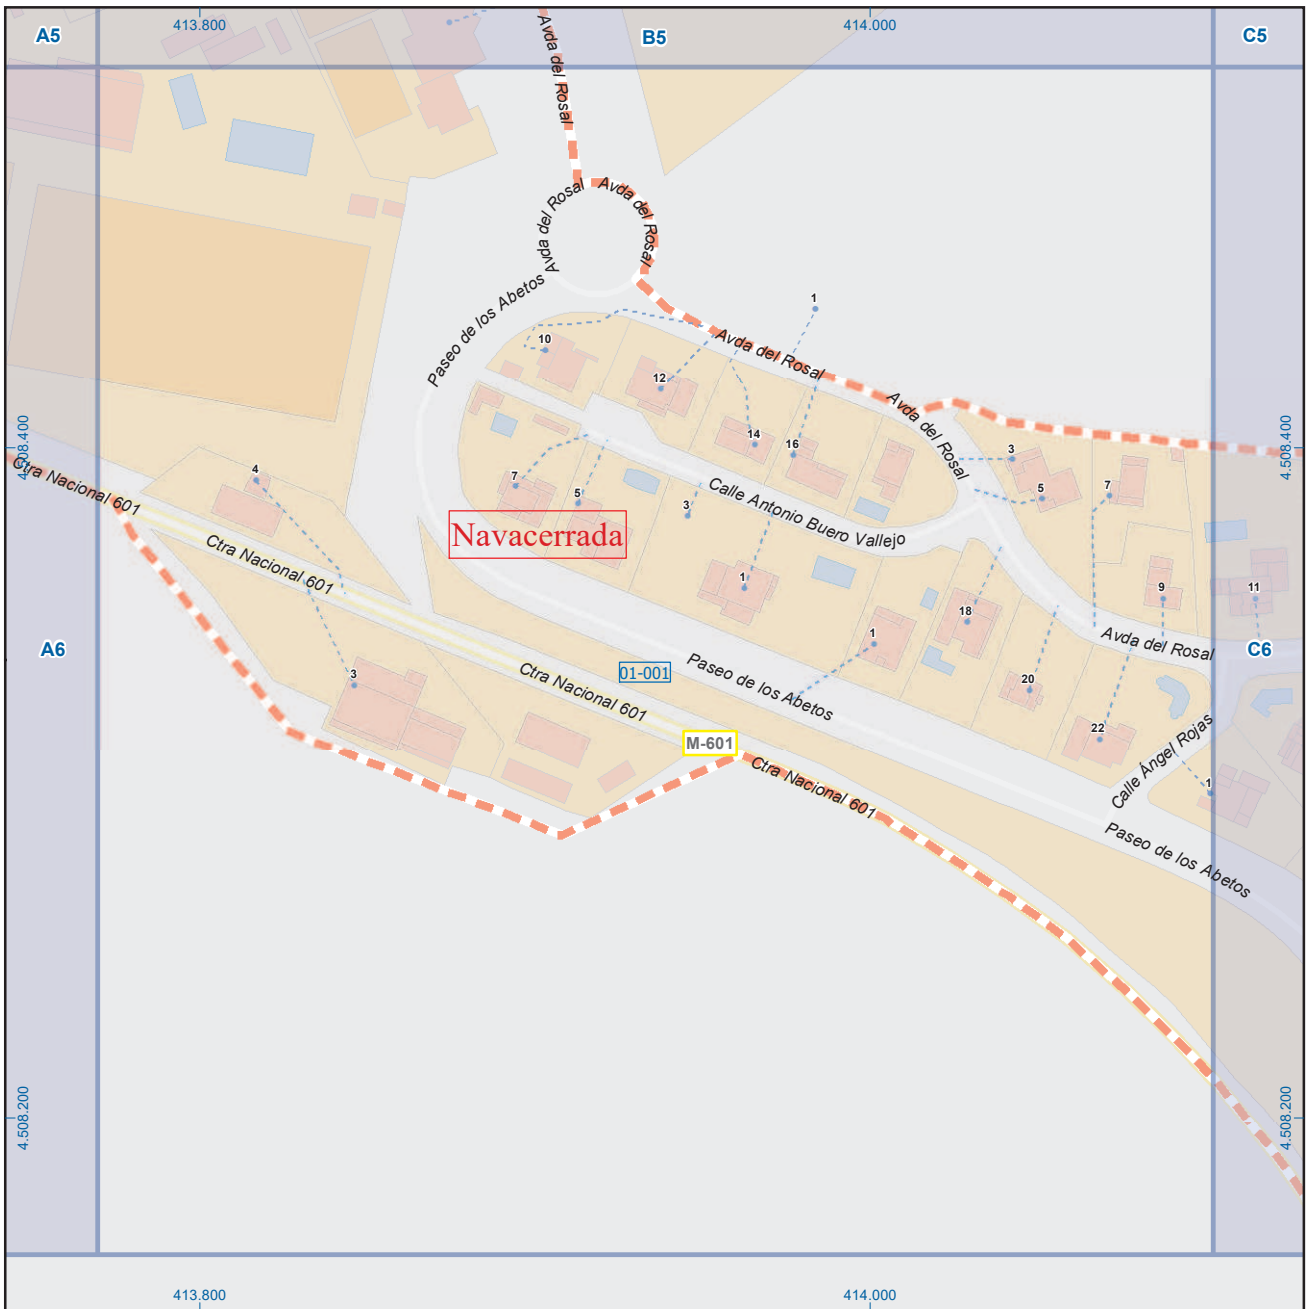 413.800
414.000
A5
B5
C5
Avda del Rosal
Avda del Rosal
Avda del Rosal
Paseo de los Abetos
1
10
Avda del Rosal
12
Avda del Rosal
14
16
3
4.508.400
4.508.400
Ctra Nacional 601
4
7
5
3
Calle Antonio Buero Vallejo
5
7
Navacerrada
Ctra Nacional 601
1
18
9
11
1
Avda del Rosal
A6
C6
3
01-001
Paseo de los Abetos
20
Ctra Nacional 601
22
M-601
Calle Ángel Rojas
Ctra Nacional 601
1
Paseo de los Abetos
4.508.200
4.508.200
413.800
414.000